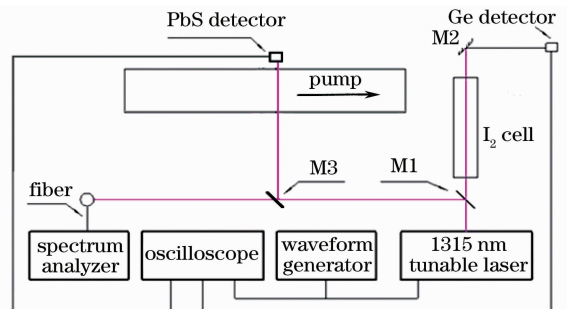 PbS detector
Ge detector
M2
pump
I₂ cell
M3
M1
fiber
spectrum
analyzer
oscilloscope
waveform
generator
1315 nm
tunable laser